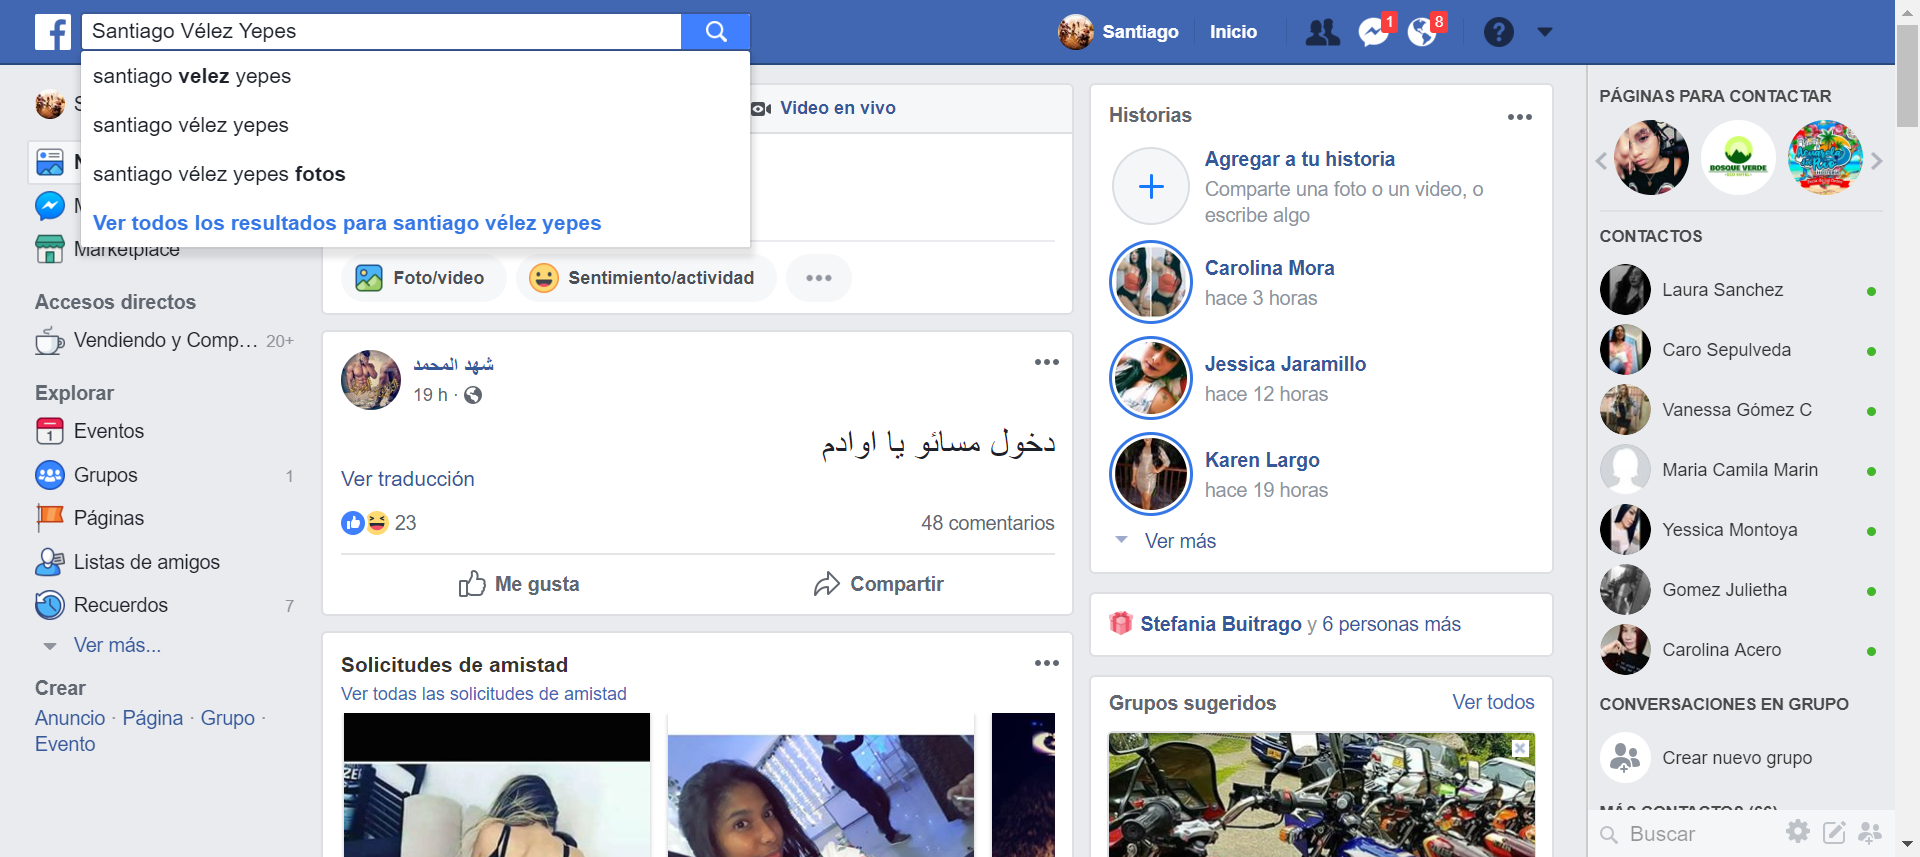 Santiago Vélez Yepes
Santiago
Inicio
1
8
santiago velez yepes
santiago vélez yepes
santiago vélez yepes fotos
Ver todos los resultados para santiago vélez yepes
Marketplace
Accesos directos
Vendiendo y Comp... 20+
Explorar
Eventos
Grupos 1
Páginas
Listas de amigos
Recuerdos 7
Ver más...
Crear
Anuncio · Página · Grupo ·
Evento
Video en vivo
Foto/video
Sentimiento/actividad
شهد المحمد
19 h ·
دخول مسائو يا اوادم
Ver traducción
23
48 comentarios
Me gusta
Compartir
Solicitudes de amistad
Ver todas las solicitudes de amistad
Historias
Agregar a tu historia
Comparte una foto o un video, o
escribe algo
Carolina Mora
hace 3 horas
Jessica Jaramillo
hace 12 horas
Karen Largo
hace 19 horas
Ver más
Stefania Buitrago y 6 personas más
Grupos sugeridos
Ver todos
PÁGINAS PARA CONTACTAR
BOSQUE VERDE
CONTACTOS
Laura Sanchez
Caro Sepulveda
Vanessa Gómez C
Maria Camila Marin
Yessica Montoya
Gomez Julietha
Carolina Acero
CONVERSACIONES EN GRUPO
Crear nuevo grupo
MÁS CONTACTOS (66)
Buscar